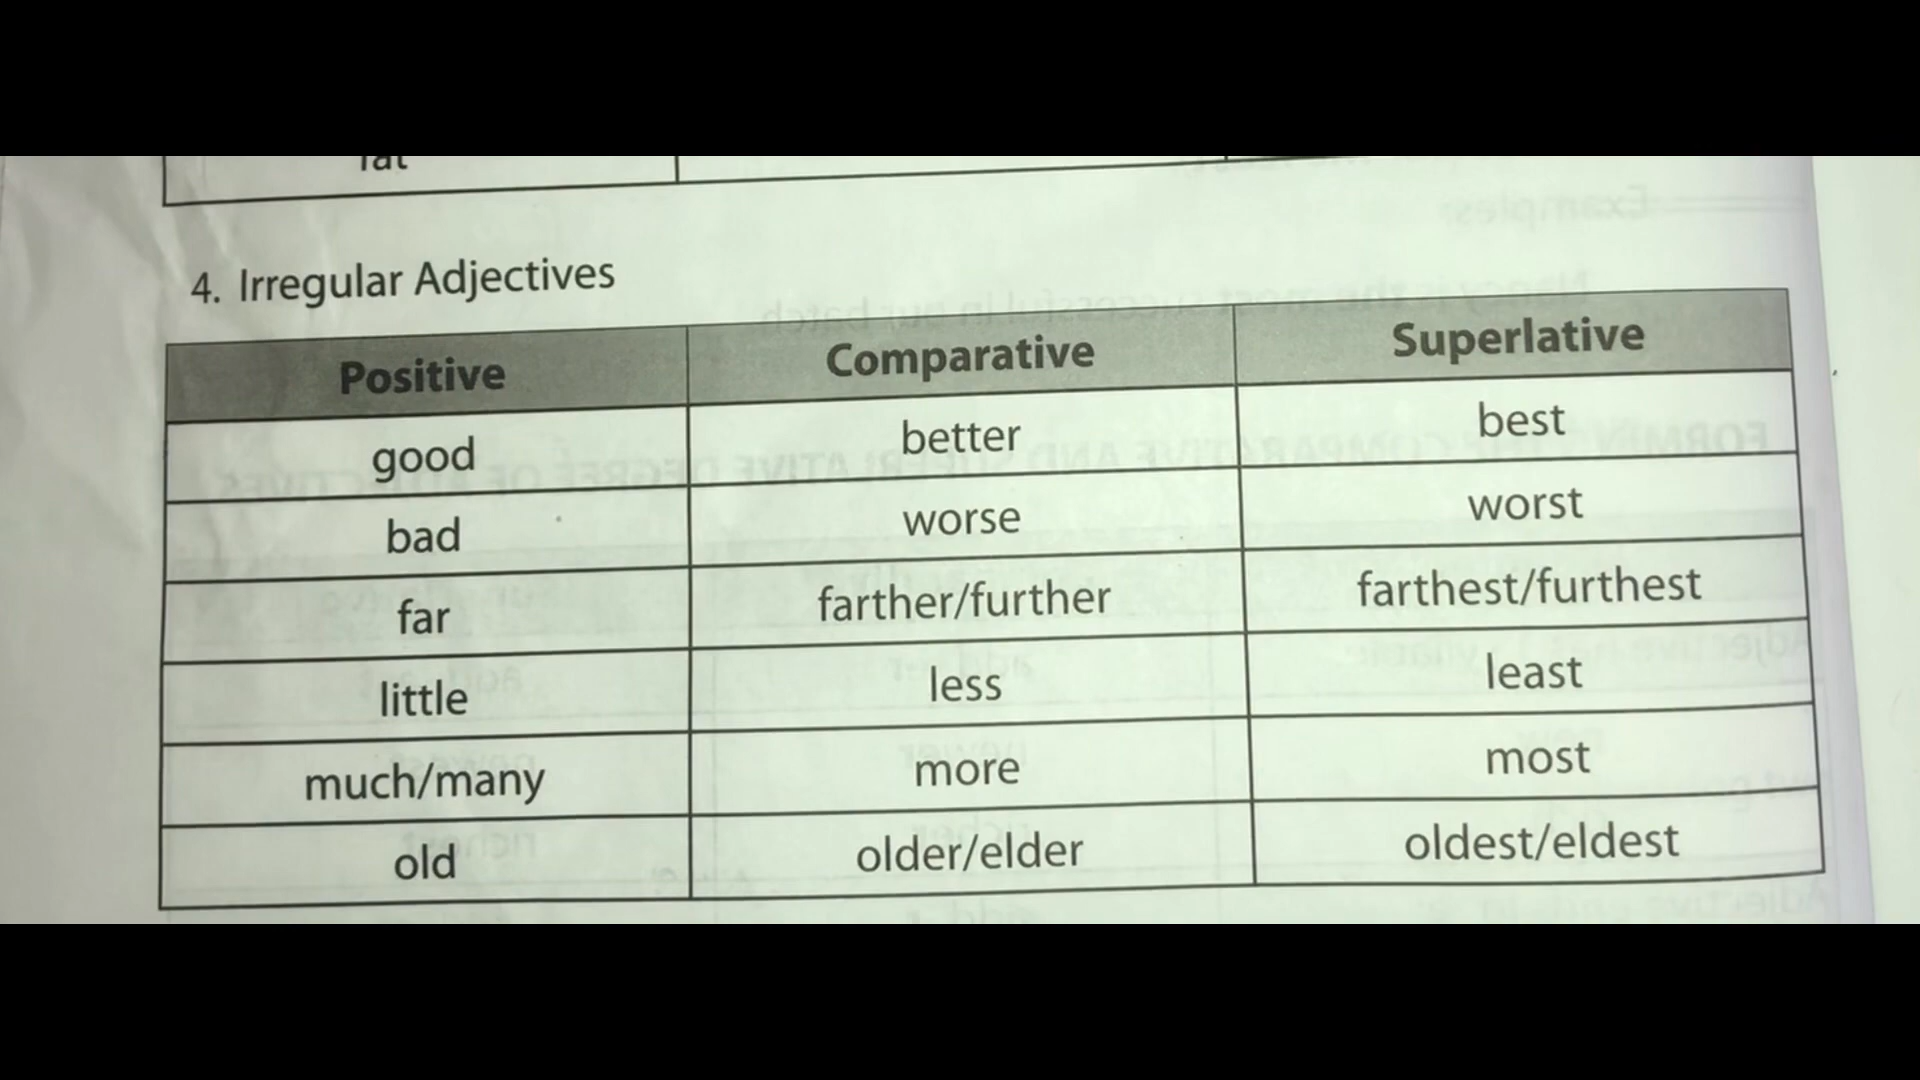 fat
4. Irregular Adjectives
Positive Comparative Superlative
good better best
bad worse worst
far farther/further farthest/furthest
little less least
much/many more most
old older/elder oldest/eldest